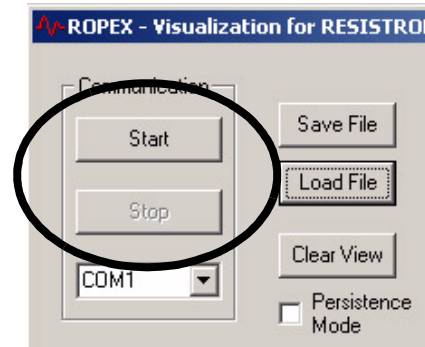 ROPEX - Visualization for RESISTRO
Communication
Start
Stop
COM1
Save File
Load File
Clear View
Persistence
Mode